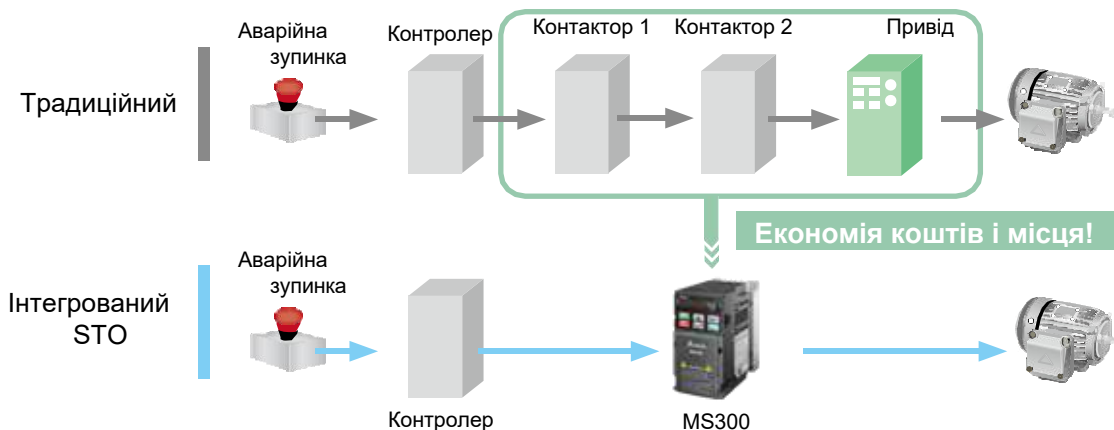 Аварійна
зупинка
Контролер
Контактор 1
Контактор 2
Привід
Традиційний
Економія коштів і місця!
Аварійна
зупинка
Інтегрований
STO
Контролер
MS300